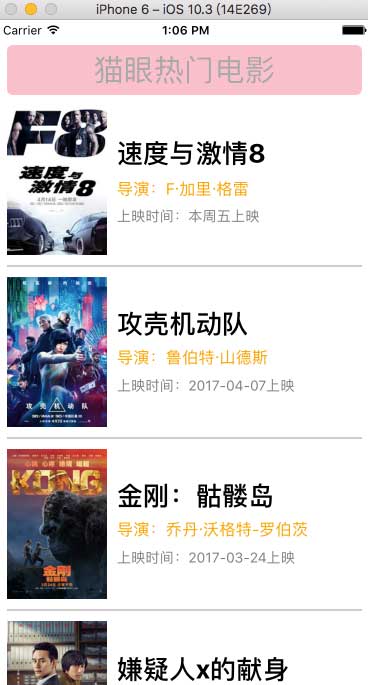 iPhone 6 – iOS 10.3 (14E269)
Carrier 1:06 PM
猫眼热门电影
F8
速度与
激情8
4月14日
速度与激情8
导演：F·加里·格雷
上映时间：本周五上映
攻壳机动队
攻壳机动队
导演：鲁伯特·山德斯
上映时间：2017-04-07上映
KONG
金刚
骷髅岛
金刚：骷髅岛
导演：乔丹·沃格特-罗伯茨
上映时间：2017-03-24上映
嫌疑人x的献身